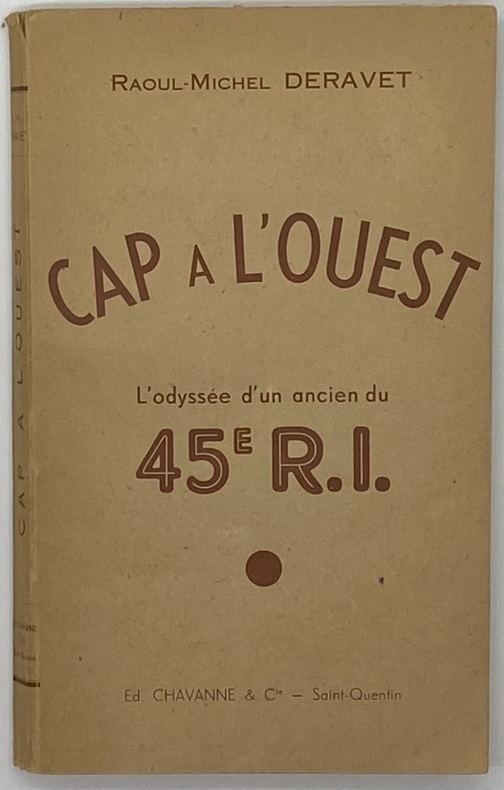 RAOUL-MICHEL DERAVET
CAP A L'OUEST
L'odyssée d'un ancien du
45E R.I.
Ed. CHAVANNE & Cie — Saint-Quentin
CAP A L'OUEST